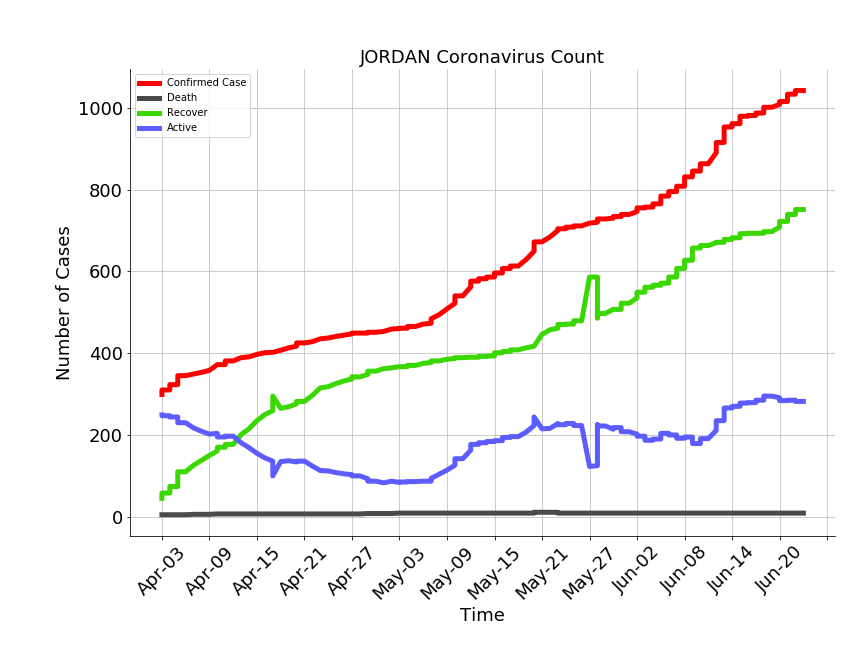 JORDAN Coronavirus Count
Confirmed Case
Death
Recover
Active
1000
800
600
400
200
0
Number of Cases
Apr-03
Apr-09
Apr-15
Apr-21
Apr-27
May-03
May-09
May-15
May-21
May-27
Jun-02
Jun-08
Jun-14
Jun-20
Time